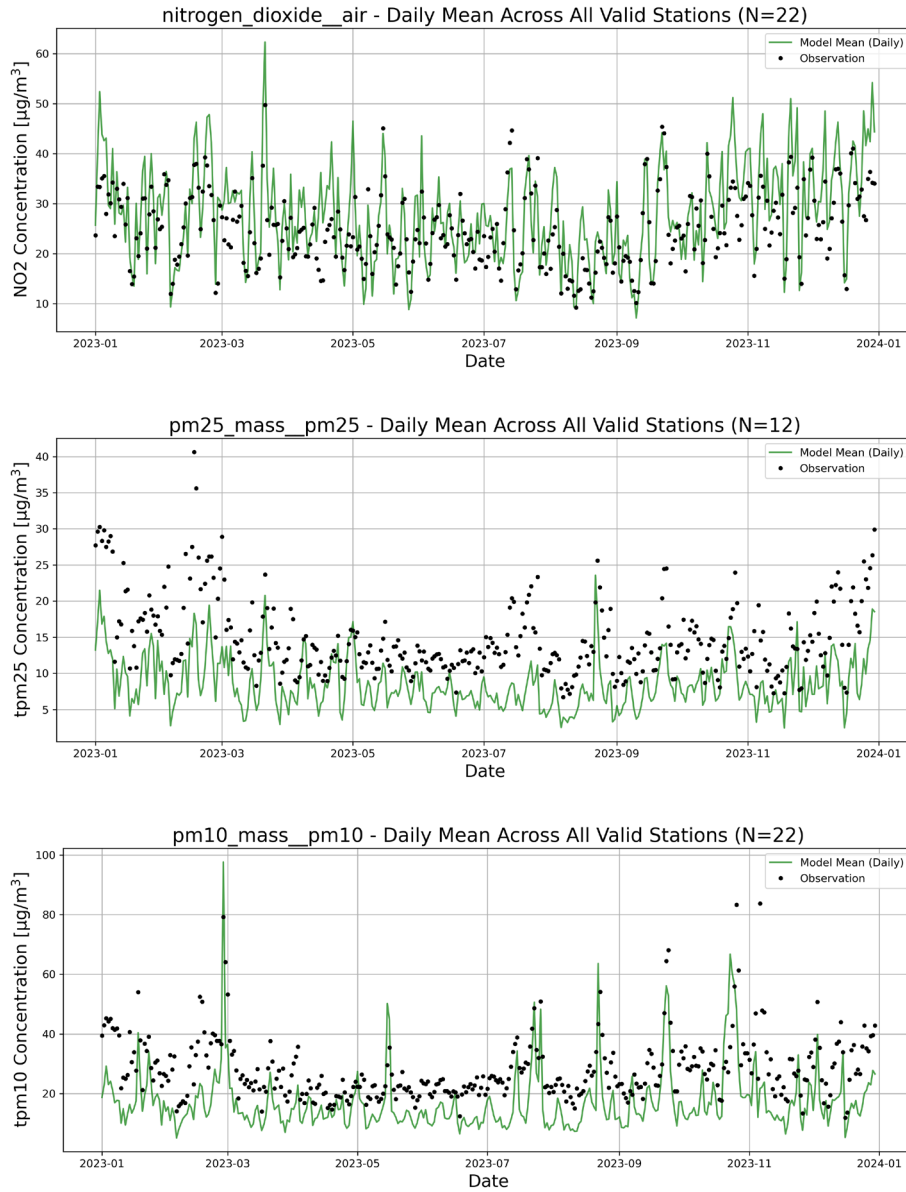 nitrogen_dioxide__air - Daily Mean Across All Valid Stations (N=22)
NO2 Concentration [µg/m³]
60
50
40
30
20
10
Model Mean (Daily)
Observation
2023-01
2023-03
2023-05
2023-07
2023-09
2023-11
2024-01
Date
pm25_mass__pm25 - Daily Mean Across All Valid Stations (N=12)
tpm25 Concentration [µg/m³]
40
35
30
25
20
15
10
5
Model Mean (Daily)
Observation
2023-01
2023-03
2023-05
2023-07
2023-09
2023-11
2024-01
Date
pm10_mass__pm10 - Daily Mean Across All Valid Stations (N=22)
tpm10 Concentration [µg/m³]
100
80
60
40
20
Model Mean (Daily)
Observation
2023-01
2023-03
2023-05
2023-07
2023-09
2023-11
2024-01
Date